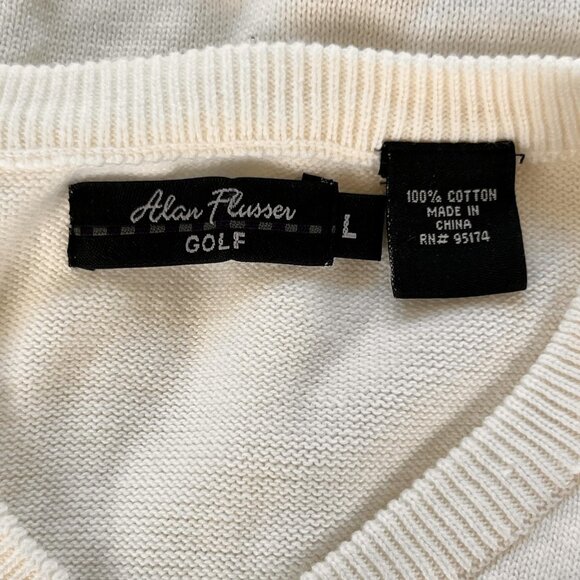 Alan Flusser
GOLF
L
100% COTTON
MADE IN
CHINA
RN# 95174